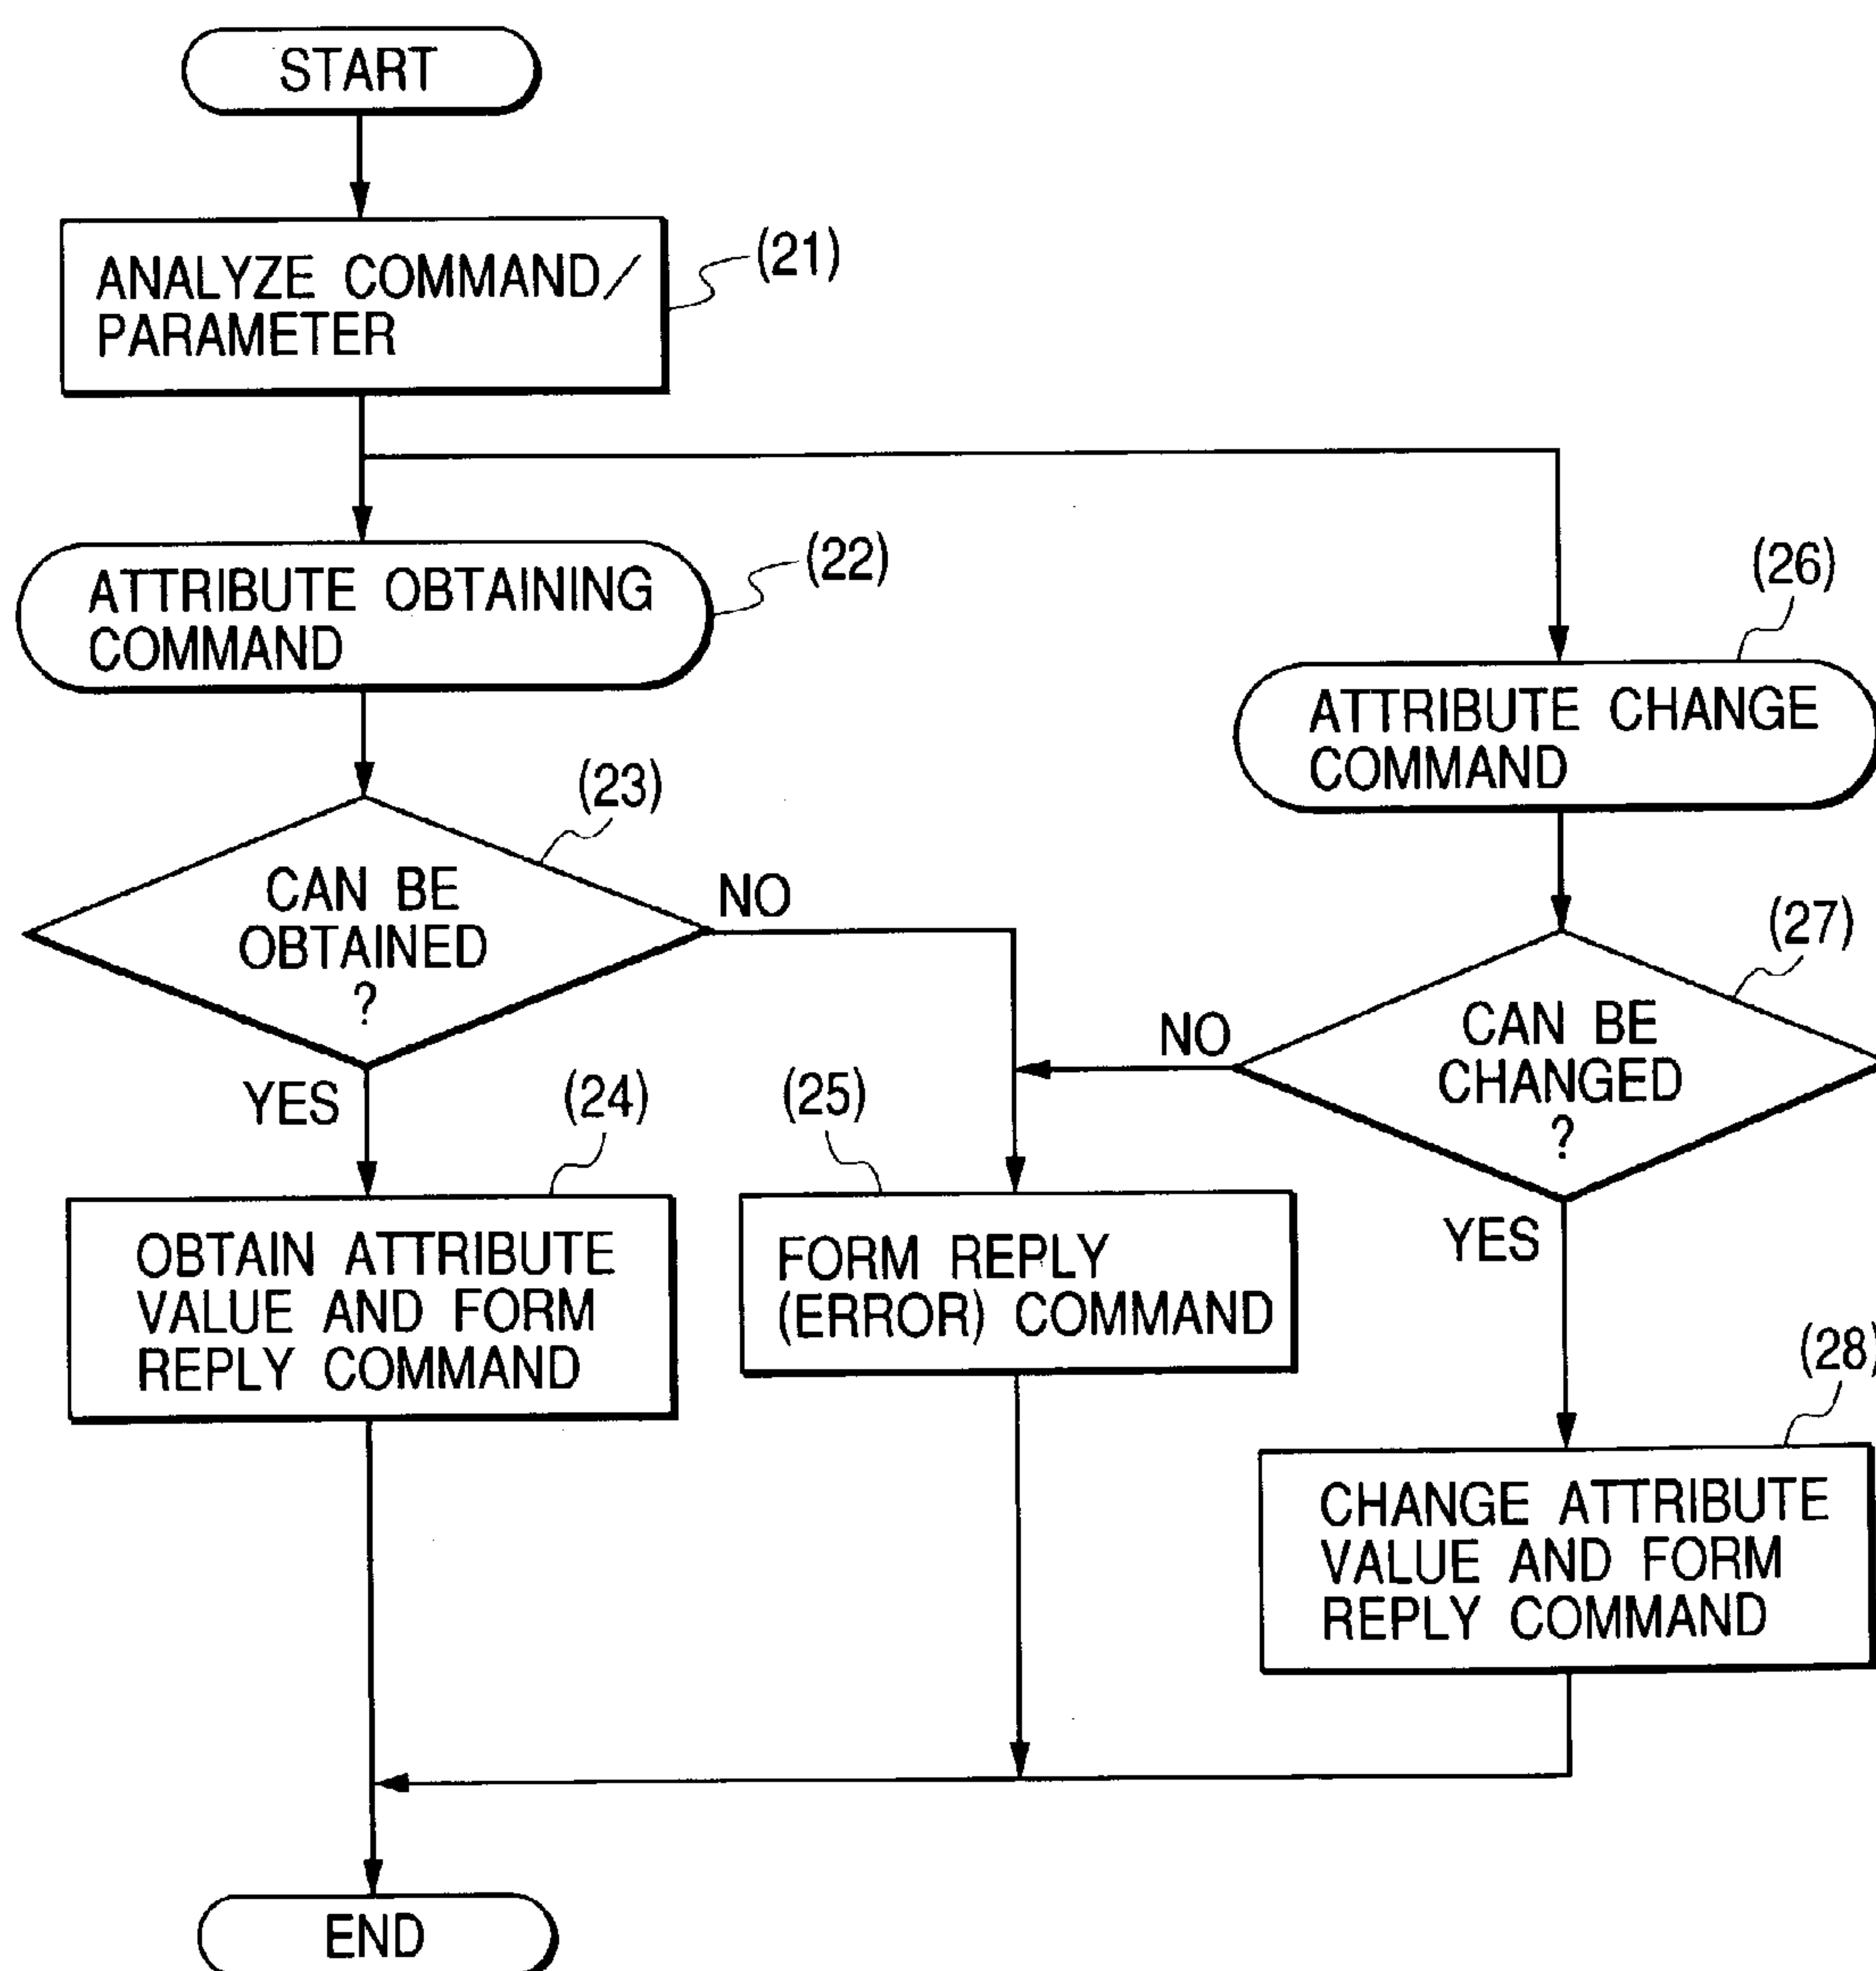 START
ANALYZE COMMAND/
PARAMETER
(21)
ATTRIBUTE OBTAINING
COMMAND
(22)
(26)
ATTRIBUTE CHANGE
COMMAND
(23)
CAN BE
OBTAINED
?
NO
YES
(27)
CAN BE
CHANGED
?
NO
YES
(24)
OBTAIN ATTRIBUTE
VALUE AND FORM
REPLY COMMAND
(25)
FORM REPLY
(ERROR) COMMAND
(28)
CHANGE ATTRIBUTE
VALUE AND FORM
REPLY COMMAND
END